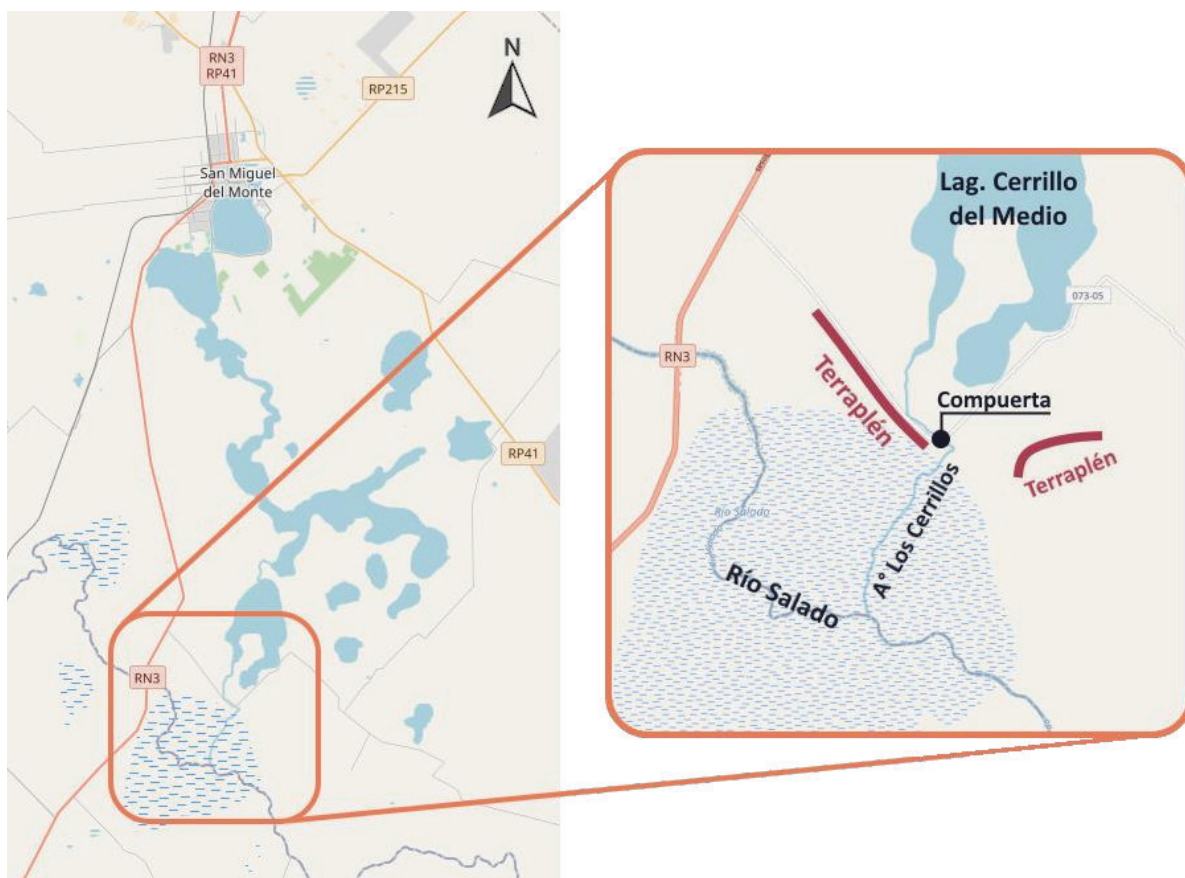 RN3
RP41
N
RP215
San Miguel
del Monte
RP41
RN3
Lag. Cerrillo
del Medio
073-05
RN3
Terraplén
Compuerta
Terraplén
Río Salado
A° Los Cerrillos
Río Salado